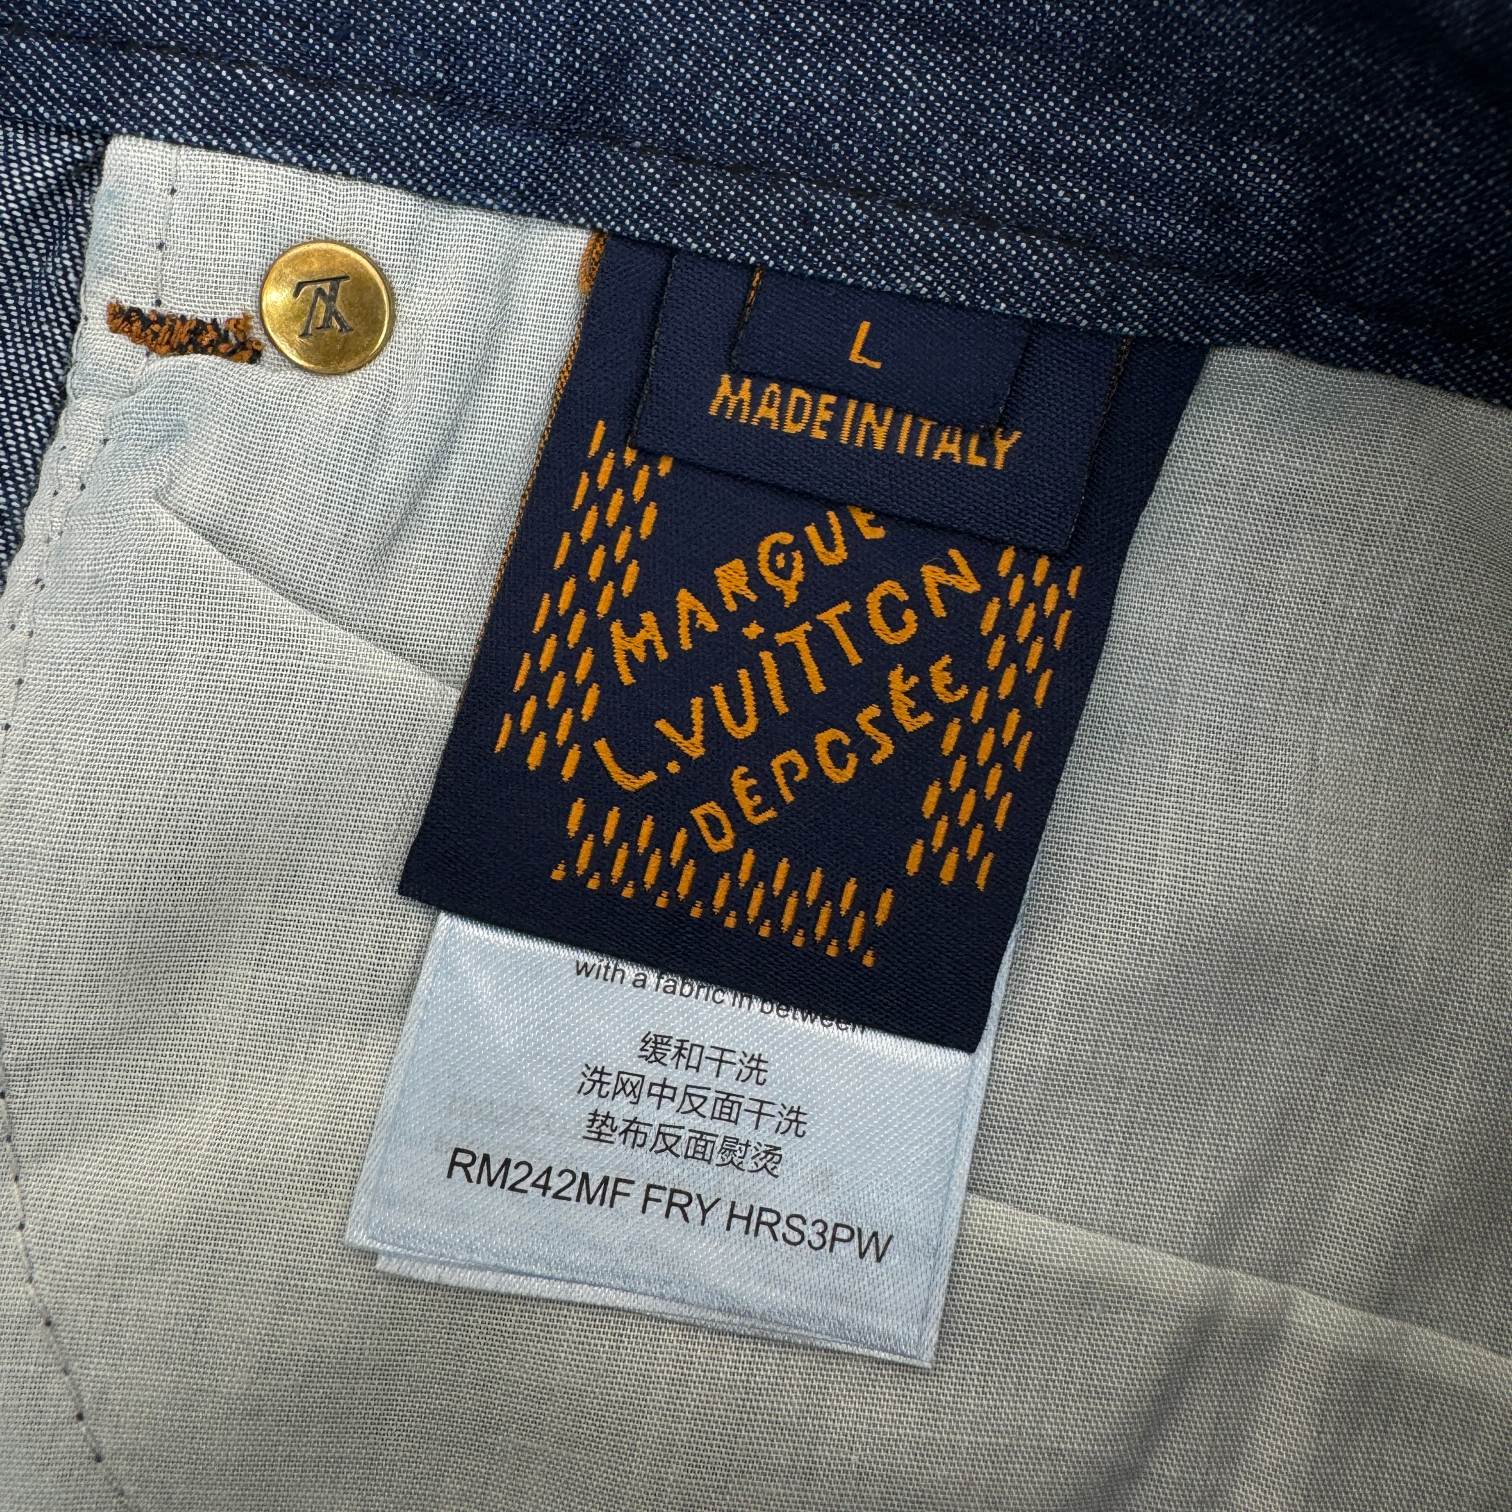 L
MADE IN ITALY
MARQUE
L.VUITTON
DÉPOSÉE
with a fabric in between
缓和干洗
洗网中反面干洗
垫布反面熨烫
RM242MF FRY HRS3PW